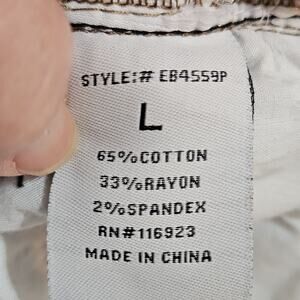 STYLE:# EB4559P
L
65%COTTON
33%RAYON
2%SPANDEX
RN#116923
MADE IN CHINA